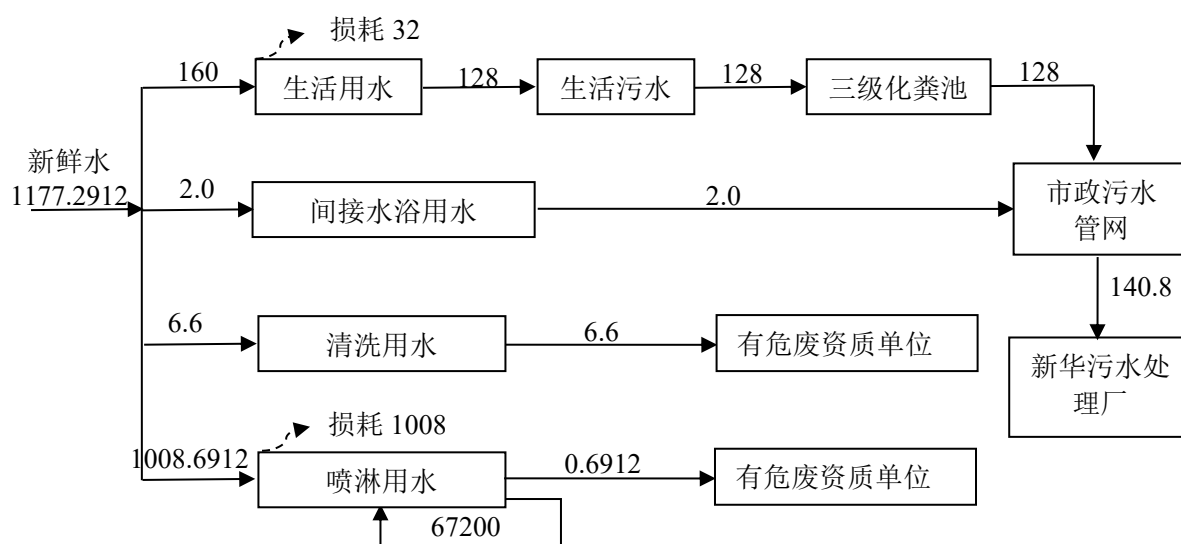 损耗 32
160
生活用水
128
生活污水
128
三级化粪池
128
新鲜水
1177.2912
2.0
间接水浴用水
2.0
市政污水
管网
140.8
6.6
清洗用水
6.6
有危废资质单位
新华污水处
理厂
损耗 1008
1008.6912
喷淋用水
0.6912
有危废资质单位
67200